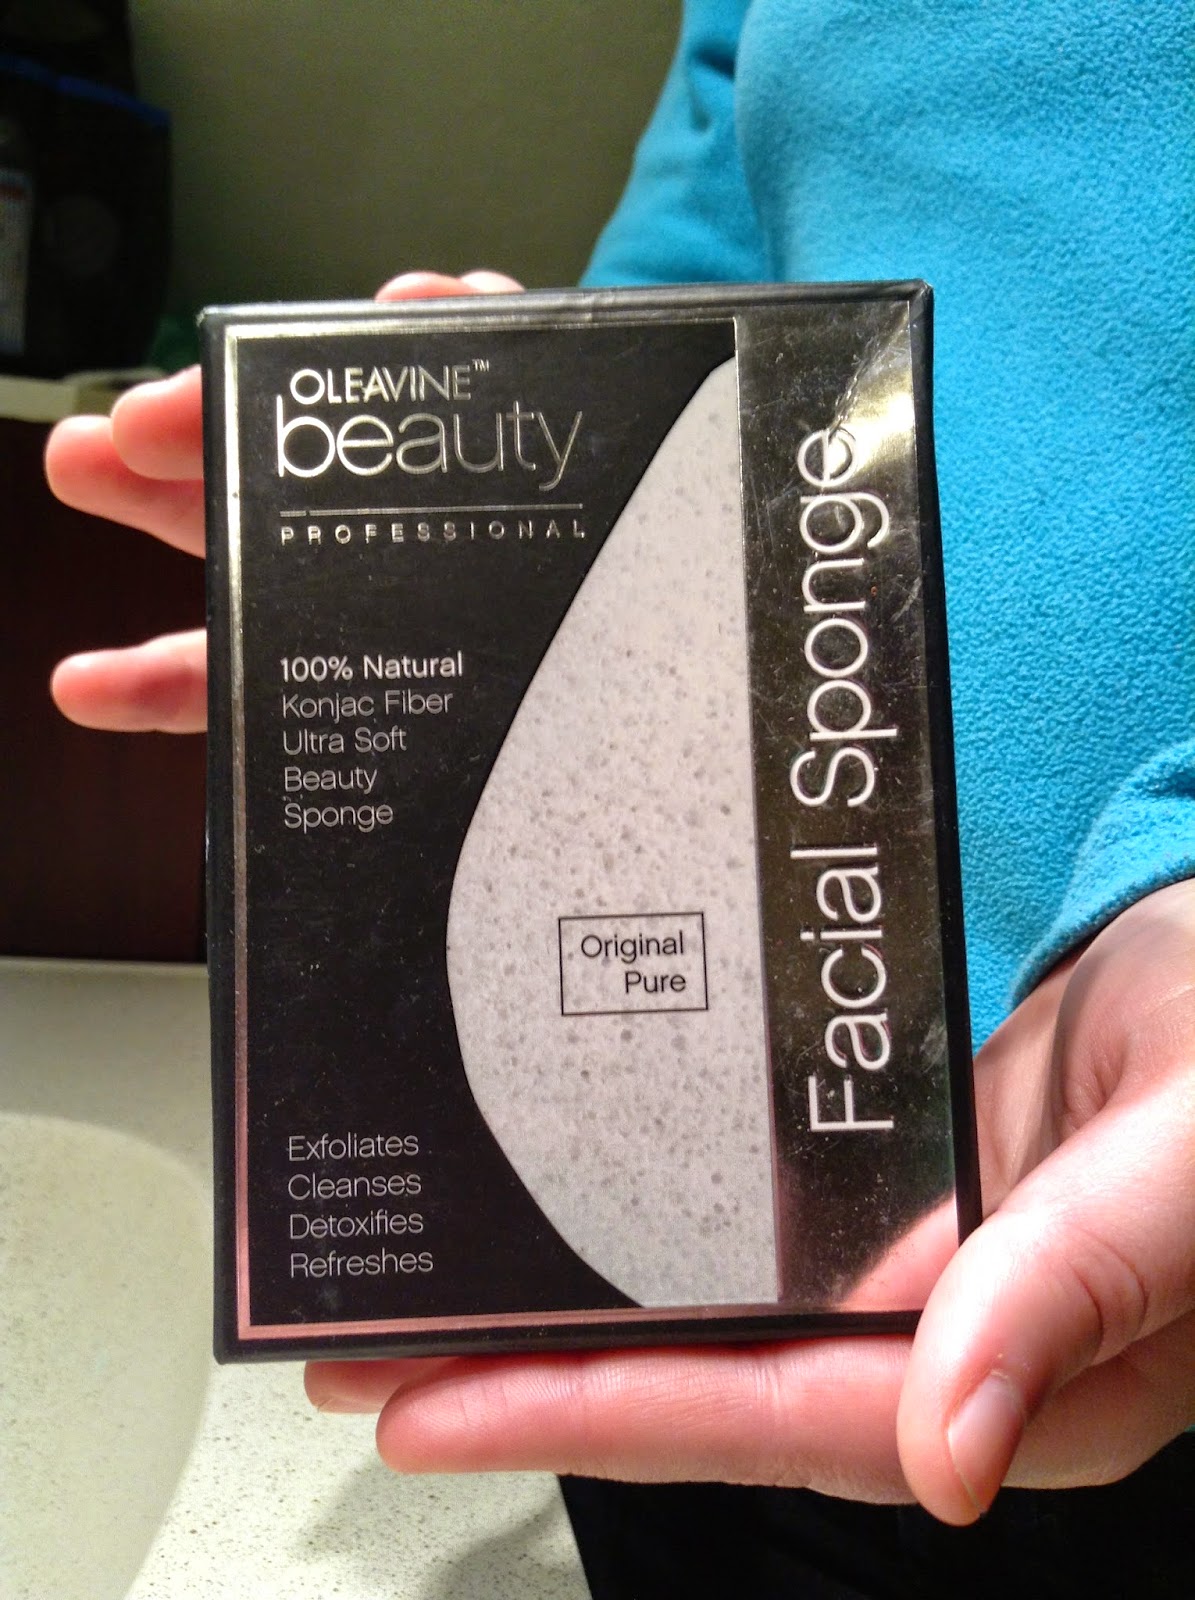 OLEAVINE™
beauty
PROFESSIONAL
100% Natural
Konjac Fiber
Ultra Soft
Beauty
Sponge
Original
Pure
Exfoliates
Cleanses
Detoxifies
Refreshes
Facial Sponge